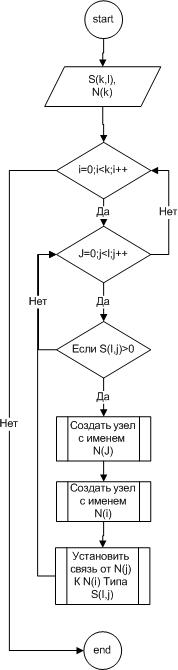 start
S(k,l),
N(k)
i=0;i<k;i++
Да
Нет
J=0;j<l;j++
Нет
Да
Если S(I,j)>0
Да
Нет
Создать узел
с именем
N(J)
Создать узел
с именем
N(i)
Установить
связь от N(j)
К N(i) Типа
S(I,j)
end